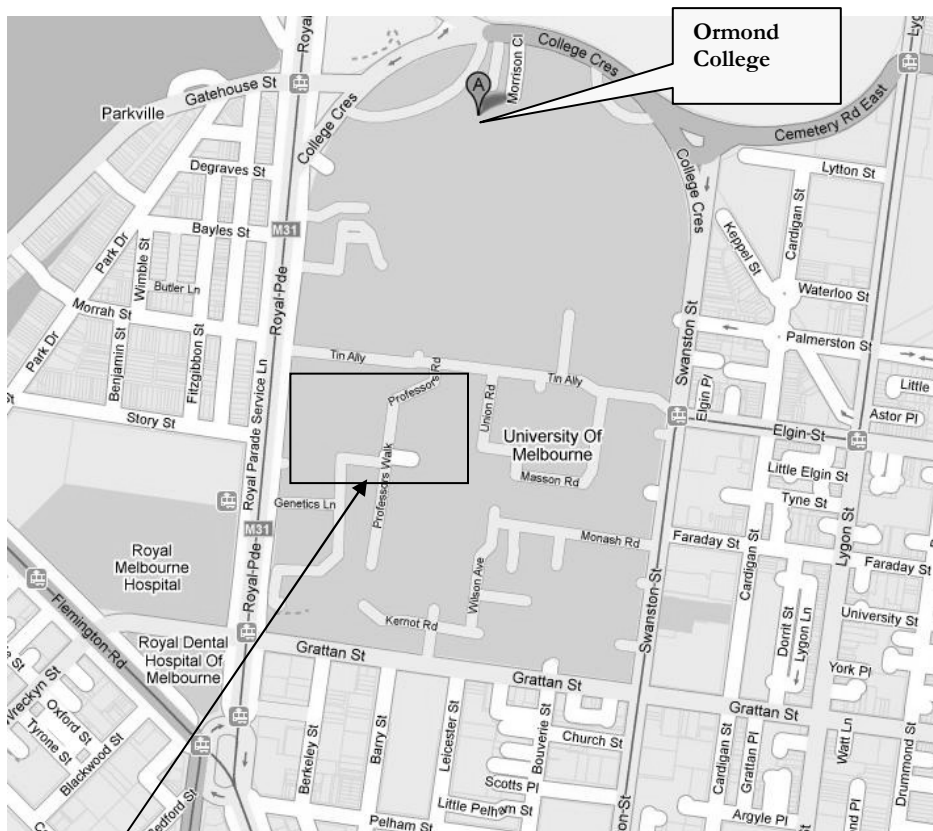 Ormond
College
Royal
Lyg
College Cres
Morrison Cl
A
Gatehouse St
Parkville
College Cres
Cemetery Rd East
Degraves St
College Cres
Lytton St
Cardigan St
Keppel St
M31
Bayles St
Park Dr
Wimble St
Butler Ln
Royal-Pde
Waterloo St
Morrah St
Park Dr
Benjamin St
Fitzgibbon St
Swanston St
Palmerston St
Tin Ally
Professors Rd
Tin Ally
Little
Union Rd
Elgin Pl
Story St
Royal Parade Service Ln
Astor Pl
Elgin-St
University Of
Melbourne
Professors Walk
Masson Rd
Little Elgin St
Tyne St
Genetics Ln
M31
Lygon St
Monash Rd
Faraday St
Cardigan St
Faraday St
Royal
Melbourne
Hospital
Royal-Pde
Wilson Ave
Flemington-Rd
Swanston-St
Dorrit St
Lygon Ln
University St
Kernot Rd
Royal Dental
Hospital Of
Melbourne
Grattan St
Grattan St
York Pl
Wreckyn St
Oxford St
Tyrone St
Blackwood St
Berkeley St
Barry St
Leicester St
Bouverie St
Church St
Grattan St
Cardigan St
Grattan Pl
Watt Ln
Drummond St
Scotts Pl
Little Pelham St
Pelham St
Argyle Pl